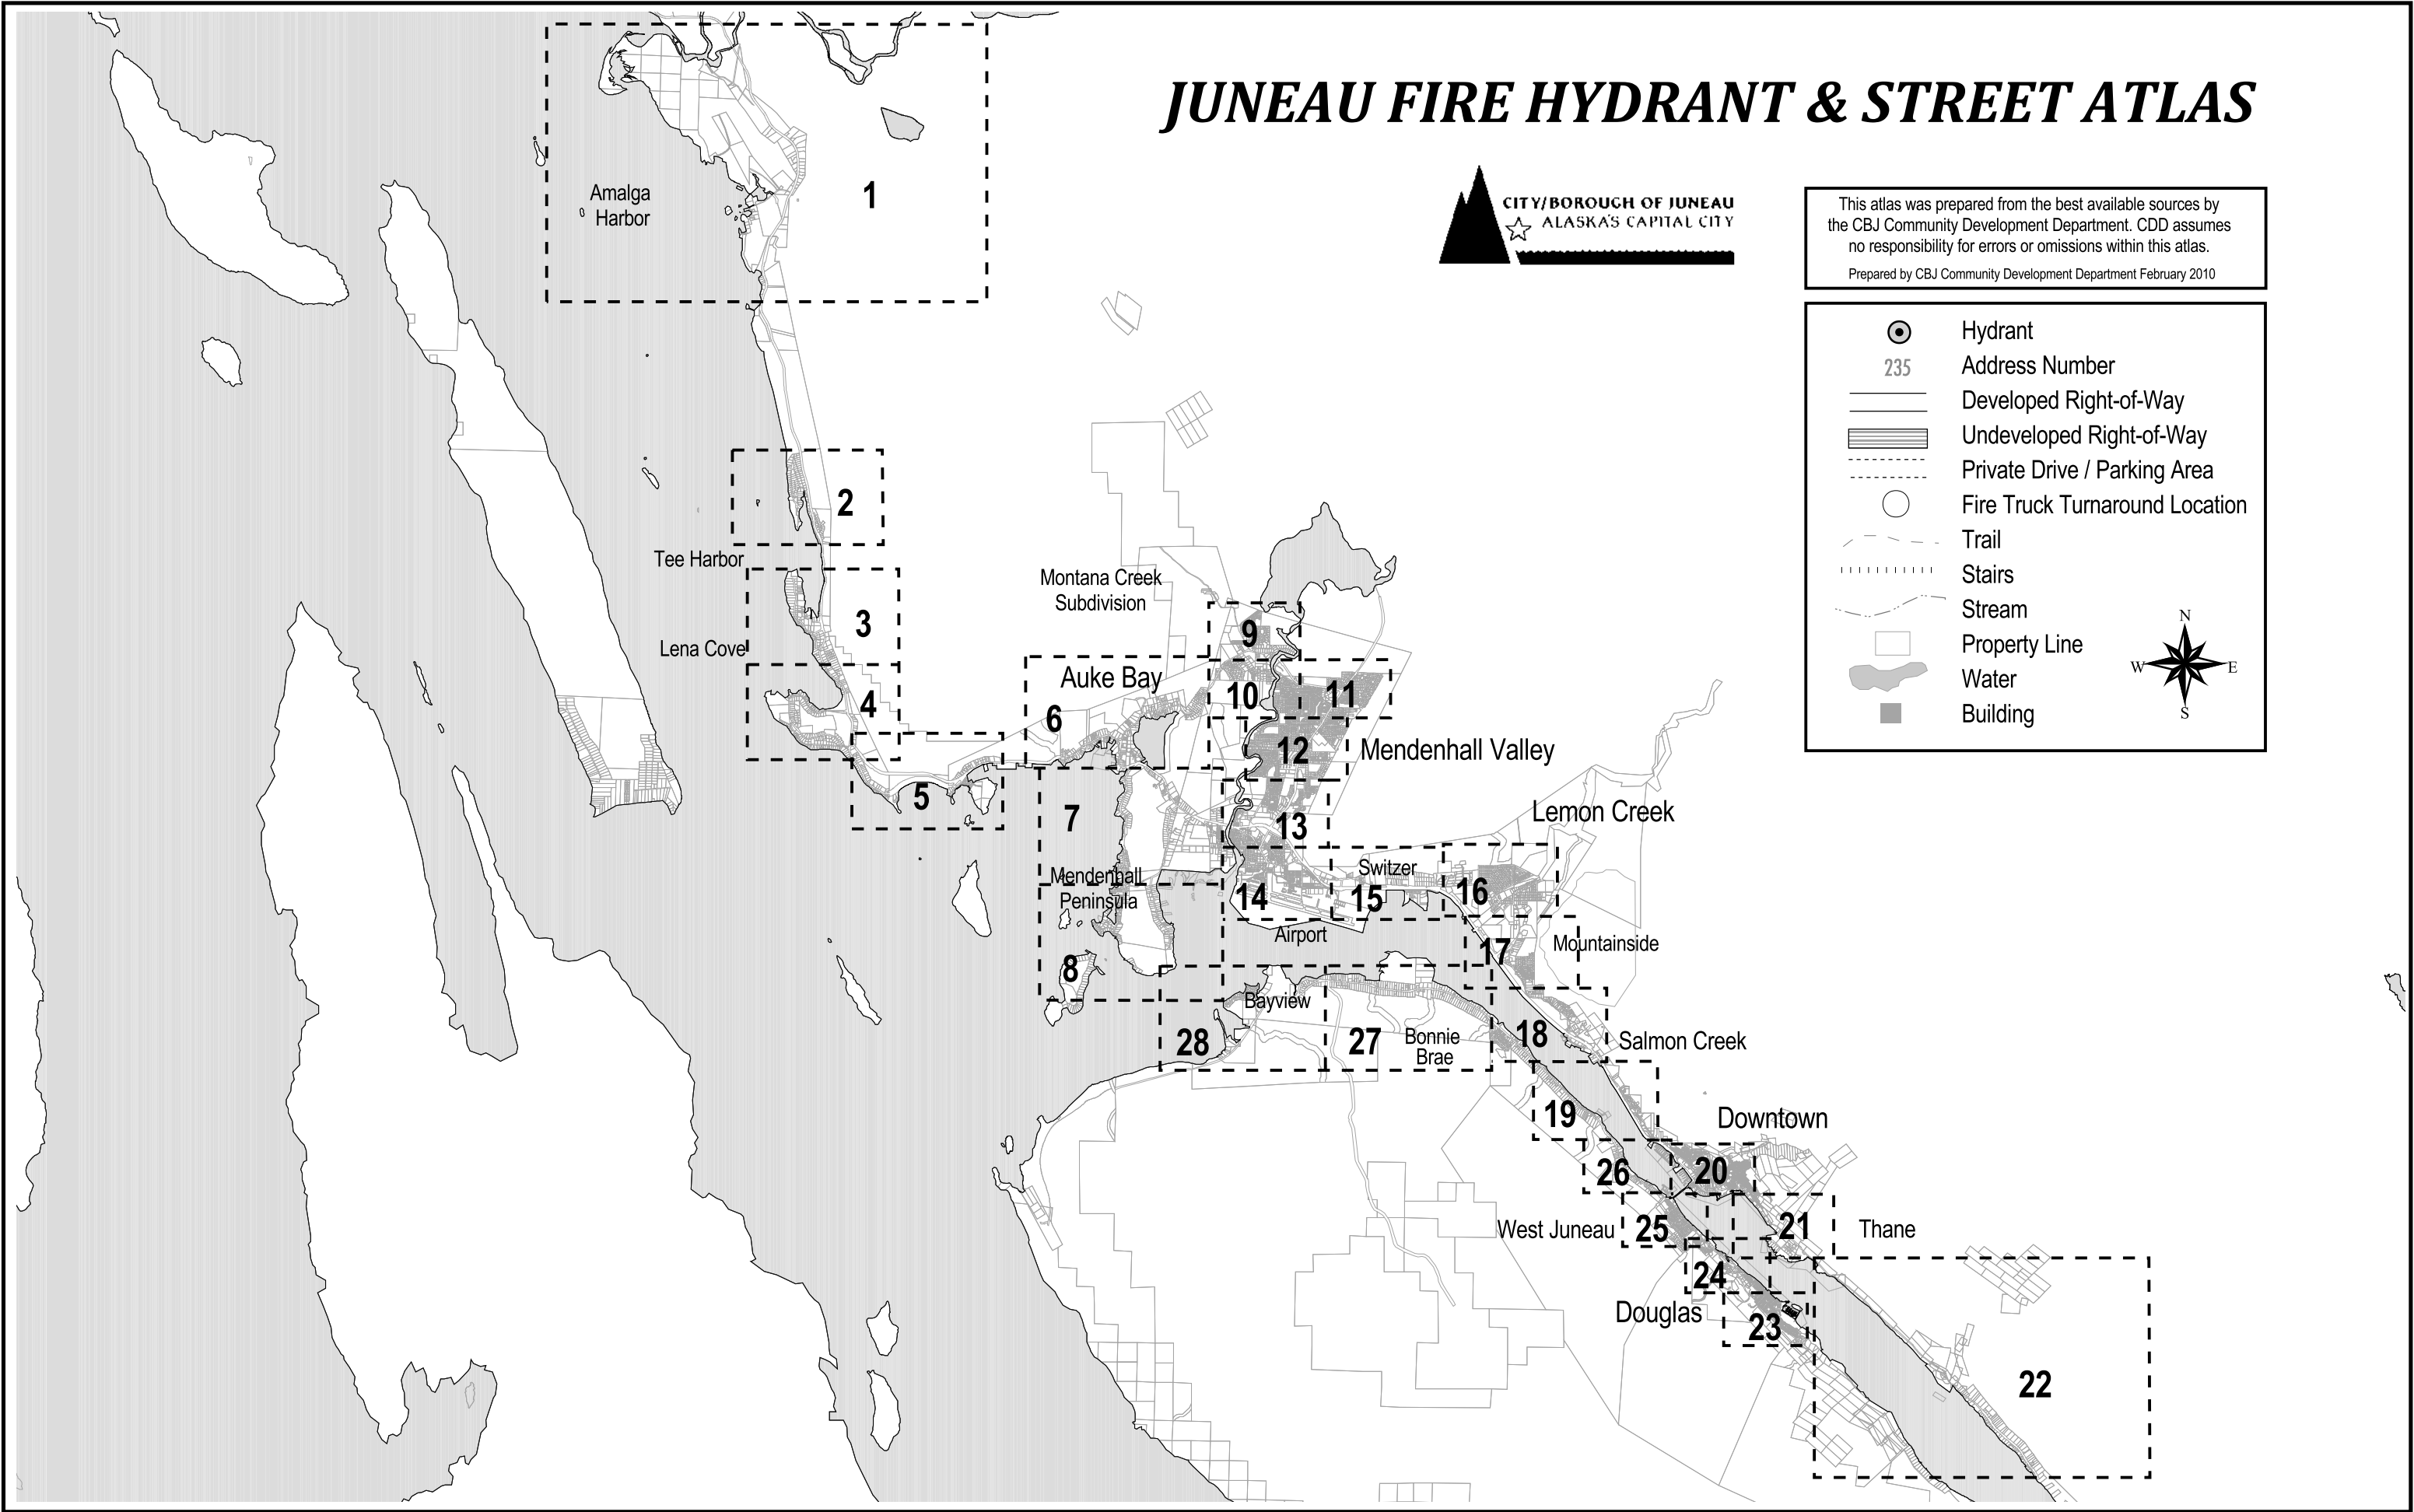 JUNEAU FIRE HYDRANT & STREET ATLAS
CITY/BOROUGH OF JUNEAU
ALASKA'S CAPITAL CITY
This atlas was prepared from the best available sources by
the CBJ Community Development Department. CDD assumes
no responsibility for errors or omissions within this atlas.
Prepared by CBJ Community Development Department February 2010
Hydrant
235 Address Number
Developed Right-of-Way
Undeveloped Right-of-Way
Private Drive / Parking Area
Fire Truck Turnaround Location
Trail
Stairs
Stream
Property Line
Water
Building
N
W E
S
Amalga
Harbor
1
2
Tee Harbor
3
Lena Cove
4
5
Montana Creek
Subdivision
Auke Bay
6
7
Mendenhall
Peninsula
8
9
10
11
12
Mendenhall Valley
13
14
Airport
Switzer
15
Lemon Creek
16
17
Mountainside
18
Salmon Creek
Bayview
28
27
Bonnie
Brae
19
Downtown
26
20
West Juneau
25
21
Thane
24
Douglas
23
22